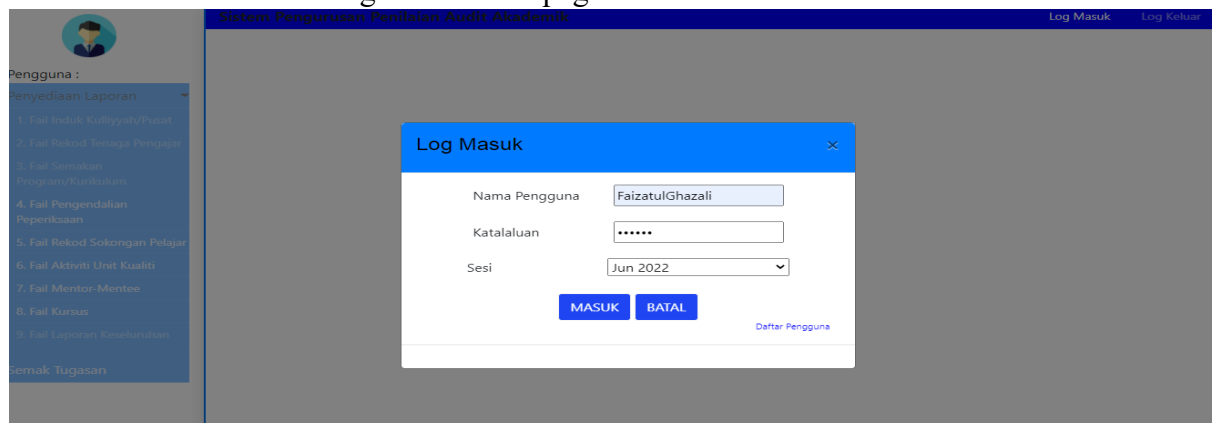 Sistem Pengurusan Penilaian Audit Akademik
Log Masuk Log Keluar
Pengguna :
Penyediaan Laporan
1. Fail Induk Kulliyyah/Pusat
2. Fail Rekod Tenaga Pengajar
3. Fail Semakan
Program/Kurikulum
4. Fail Pengendalian
Peperiksaan
5. Fail Rekod Sokongan Pelajar
6. Fail Aktiviti Unit Kualiti
7. Fail Mentor-Mentee
8. Fail Kursus
9. Fail Laporan Keseluruhan
Semak Tugasan
Log Masuk ×
Nama Pengguna FaizatulGhazali
Katalaluan ••••••
Sesi Jun 2022
MASUK BATAL
Daftar Pengguna